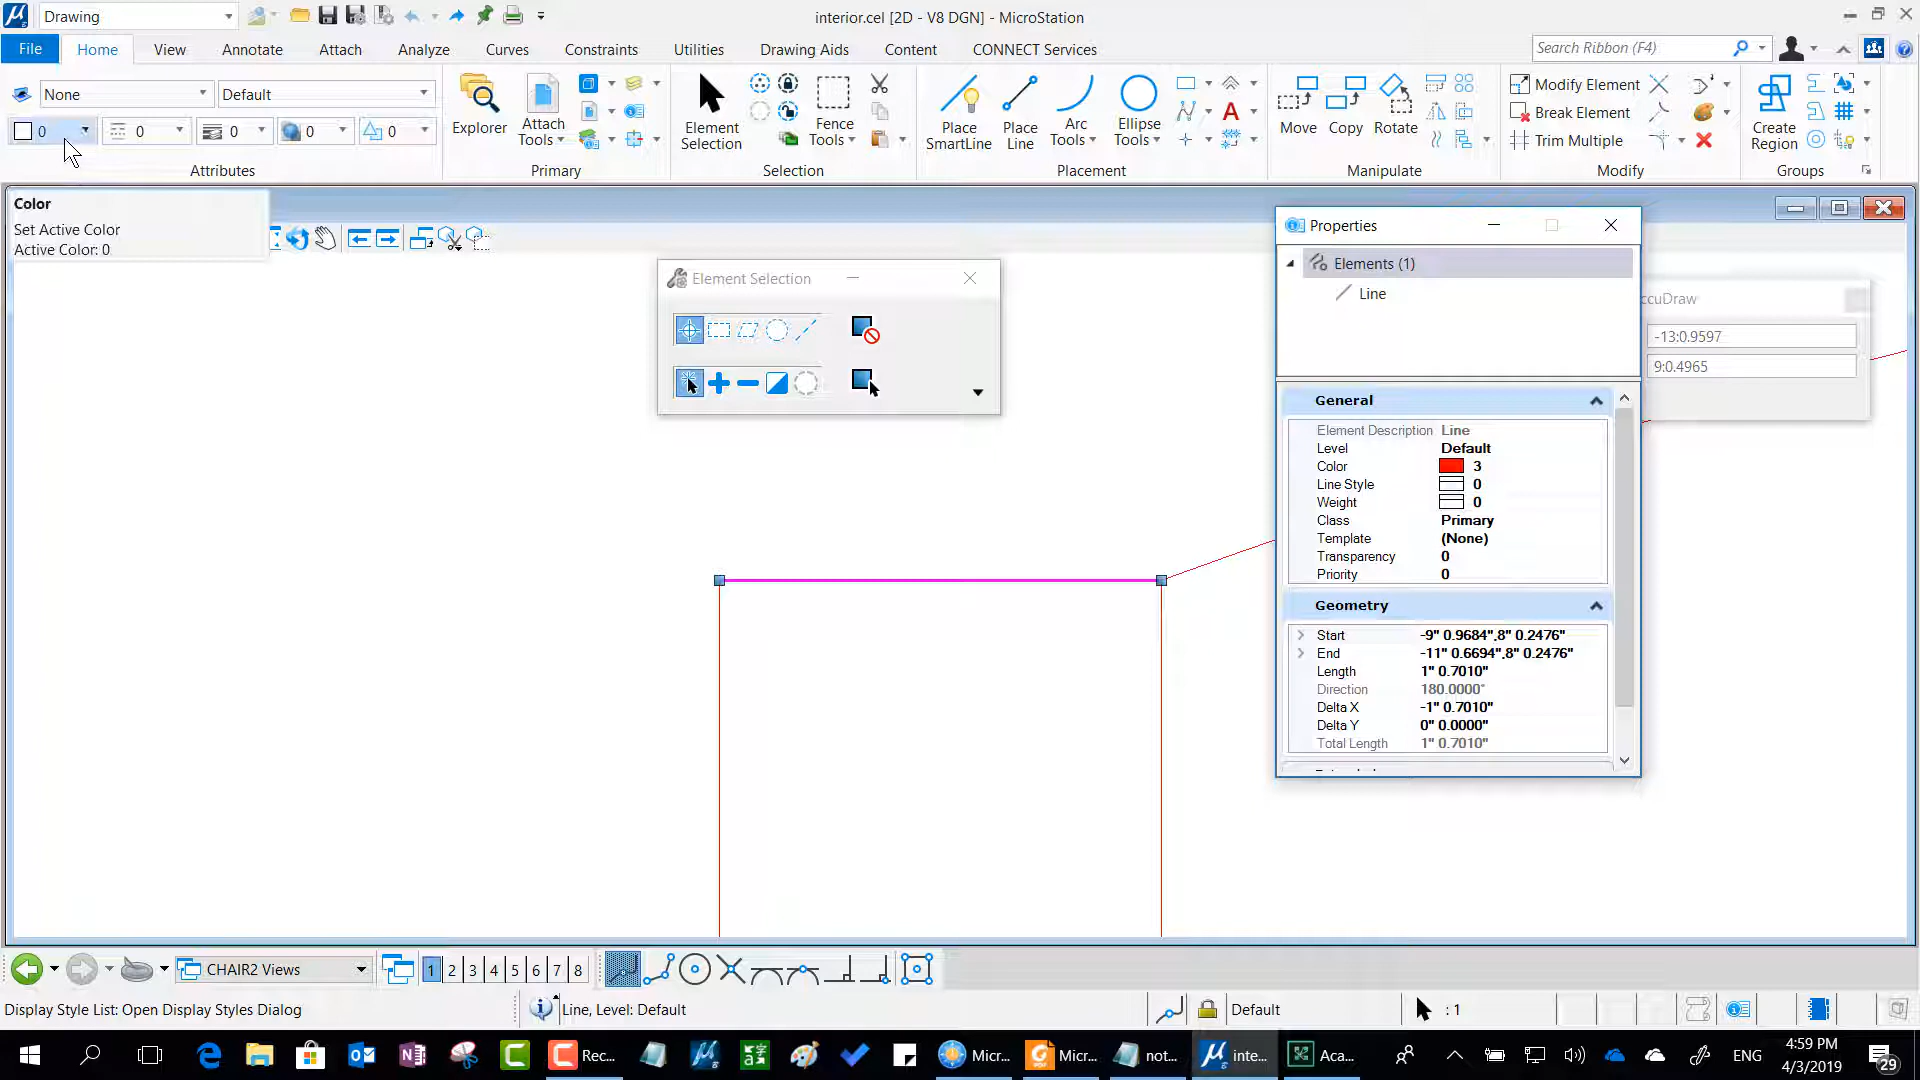 Drawing
interior.cel [2D - V8 DGN] - MicroStation
File Home View Annotate Attach Analyze Curves Constraints Utilities Drawing Aids Content CONNECT Services
Search Ribbon (F4)
None Default
0 0 0 0 0
Attributes
Explorer
Attach Tools
Primary
Element Selection
Fence Tools
Selection
Place SmartLine
Place Line
Arc Tools
Ellipse Tools
Placement
Move
Copy
Rotate
Manipulate
Modify Element
Break Element
Trim Multiple
Modify
Create Region
Groups
Color
Set Active Color
Active Color: 0
Element Selection
Properties
Elements (1)
Line
General
Element Description Line
Level Default
Color 3
Line Style 0
Weight 0
Class Primary
Template (None)
Transparency 0
Priority 0
Geometry
Start -9" 0.9684",8" 0.2476"
End -11" 0.6694",8" 0.2476"
Length 1" 0.7010"
Direction 180.0000°
Delta X -1" 0.7010"
Delta Y 0" 0.0000"
Total Length 1" 0.7010"
ccuDraw
-13:0.9597
9:0.4965
CHAIR2 Views
1 2 3 4 5 6 7 8
Display Style List: Open Display Styles Dialog
Line, Level: Default
Default
: 1
Rec...
Micr...
Micr...
not...
inte...
Aca...
ENG
4:59 PM
4/3/2019
29